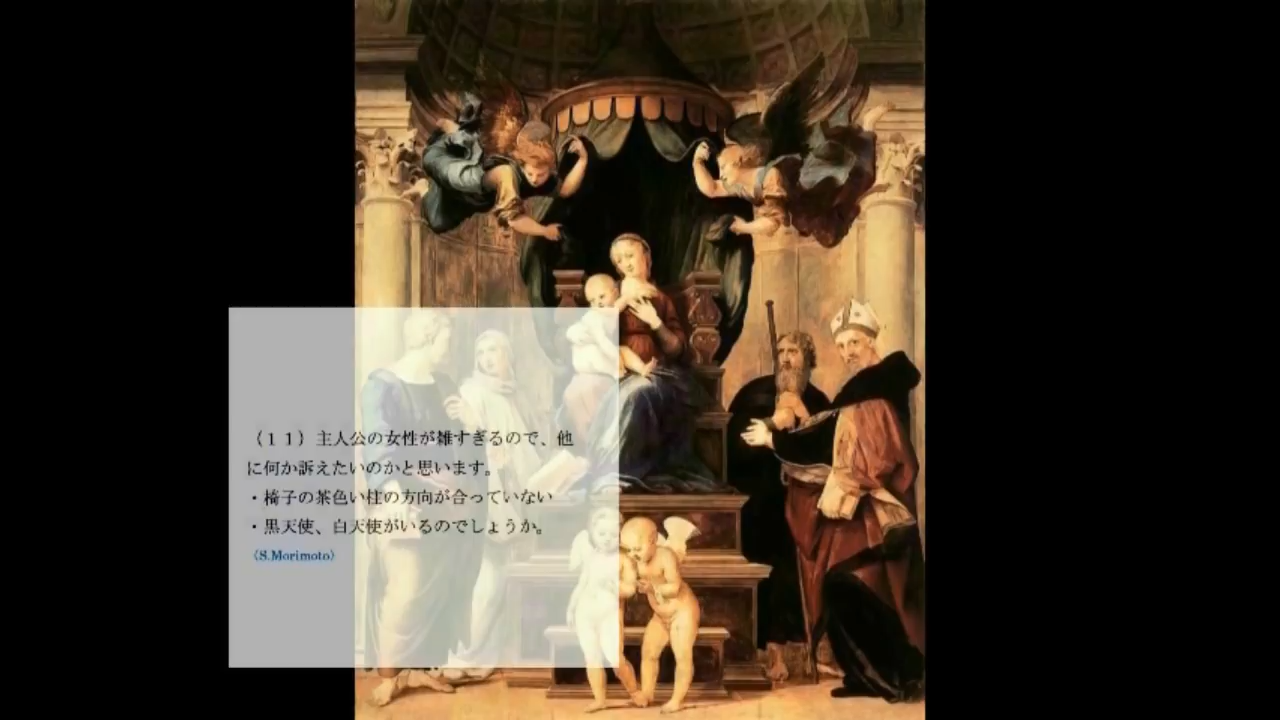 （１１）主人公の女性が雑すぎるので、他
に何か訴えたいのかと思います。
・椅子の茶色い柱の方向が合っていない
・黒天使、白天使がいるのでしょうか。
（S.Morimoto）